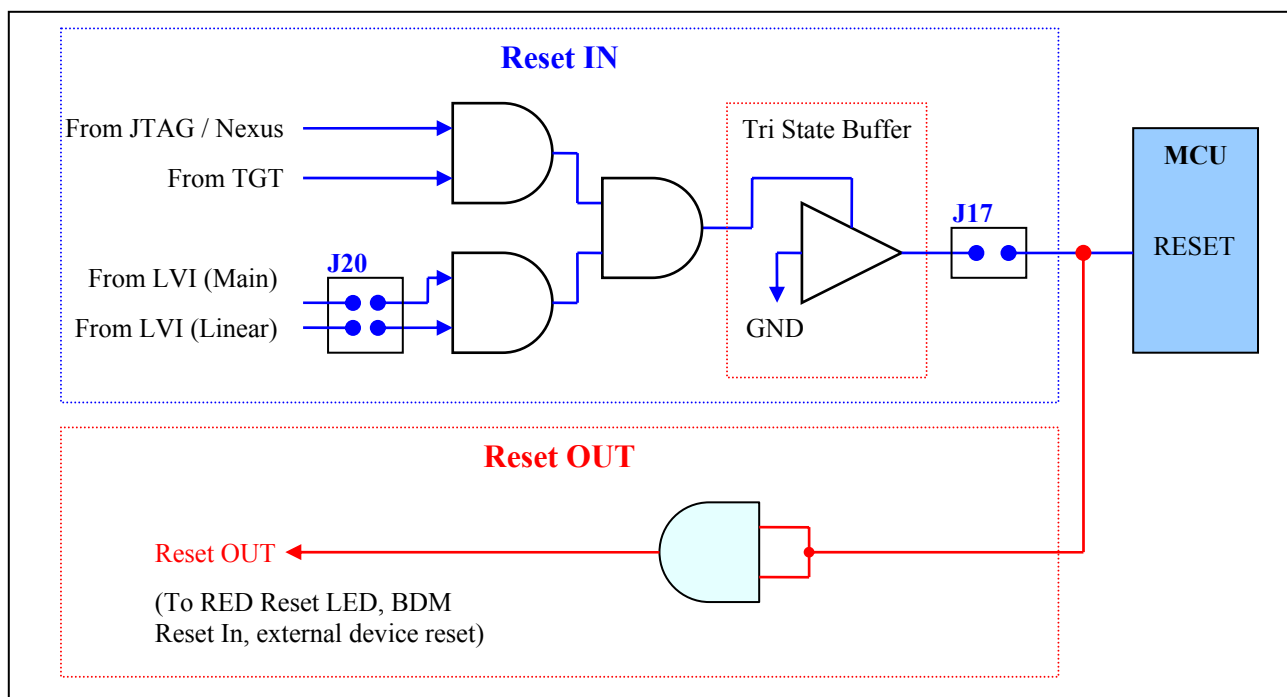 Reset IN
From JTAG / Nexus
From TGT
J20
From LVI (Main)
From LVI (Linear)
Tri State Buffer
GND
J17
MCU
RESET
Reset OUT
Reset OUT
(To RED Reset LED, BDM
Reset In, external device reset)